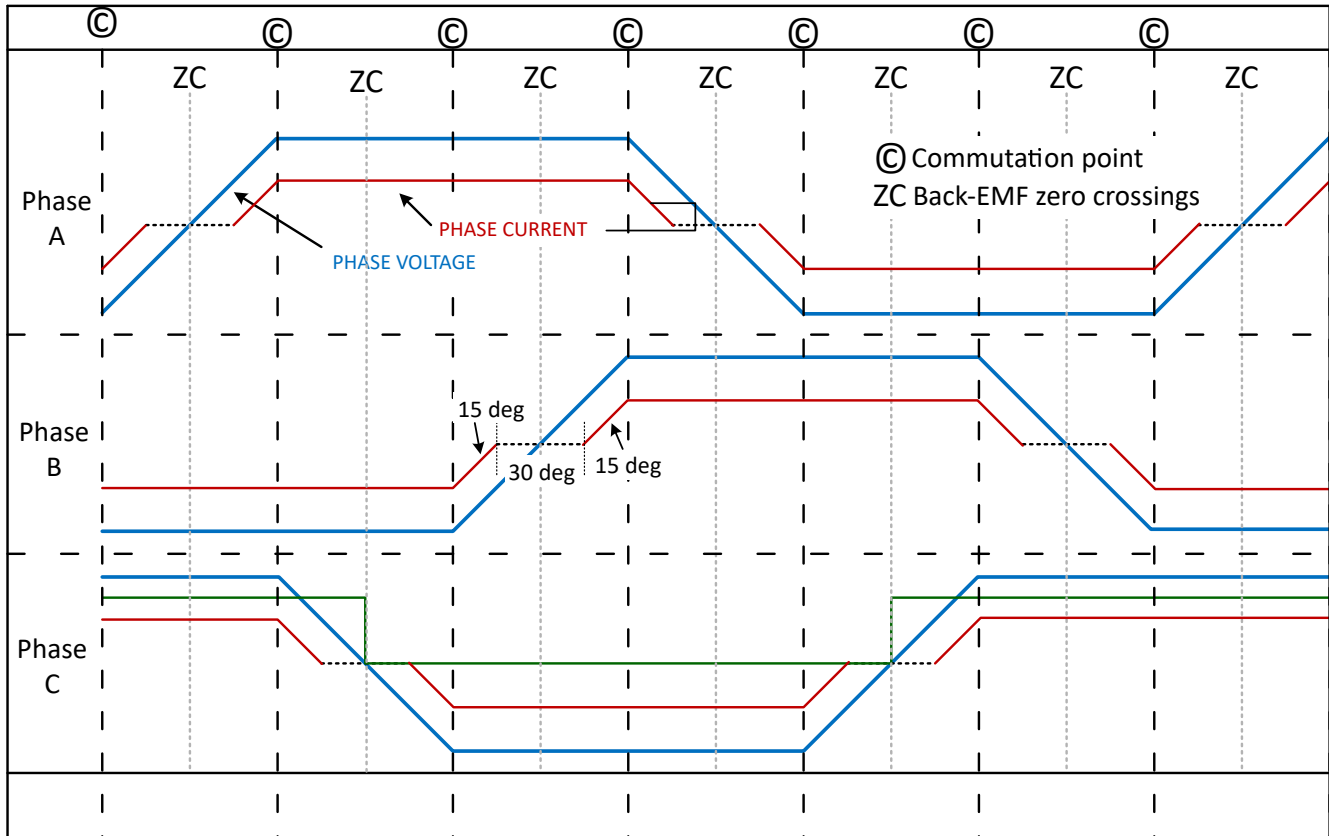 © © © © © © ©
ZC ZC ZC ZC ZC ZC ZC
© Commutation point
ZC Back-EMF zero crossings
Phase
A
PHASE CURRENT
PHASE VOLTAGE
Phase
B
15 deg
30 deg
15 deg
Phase
C